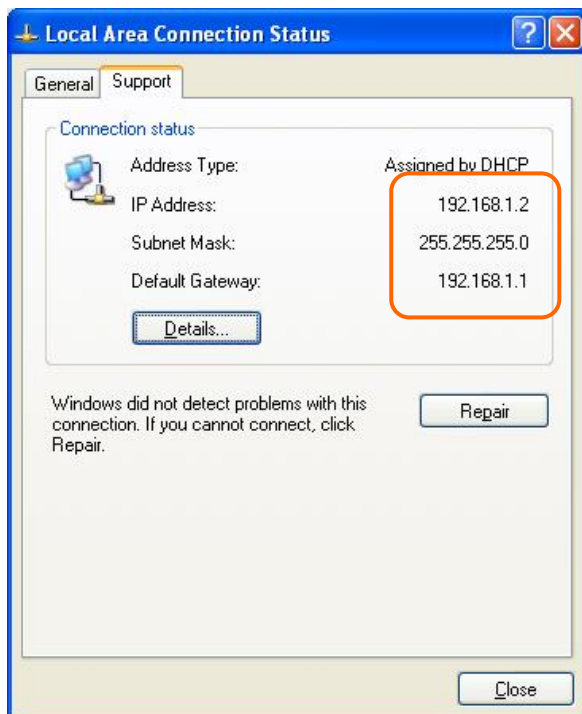 Local Area Connection Status
General Support
Connection status
Address Type: Assigned by DHCP
IP Address: 192.168.1.2
Subnet Mask: 255.255.255.0
Default Gateway: 192.168.1.1
Details...
Windows did not detect problems with this
connection. If you cannot connect, click
Repair.
Repair
Close